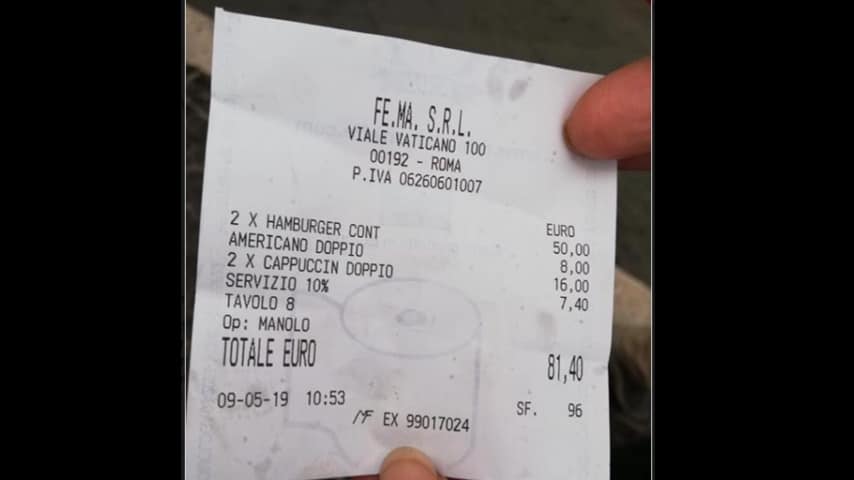 FE.MA. S.R.L.
VIALE VATICANO 100
00192 - ROMA
P.IVA 06260601007
EURO
2 X HAMBURGER CONT 50,00
AMERICANO DOPPIO 8,00
2 X CAPPUCCIN DOPPIO 16,00
SERVIZIO 10% 7,40
TAVOLO 8
Op: MANOLO
TOTALE EURO 81,40
09-05-19 10:53 SF. 96
MF EX 99017024